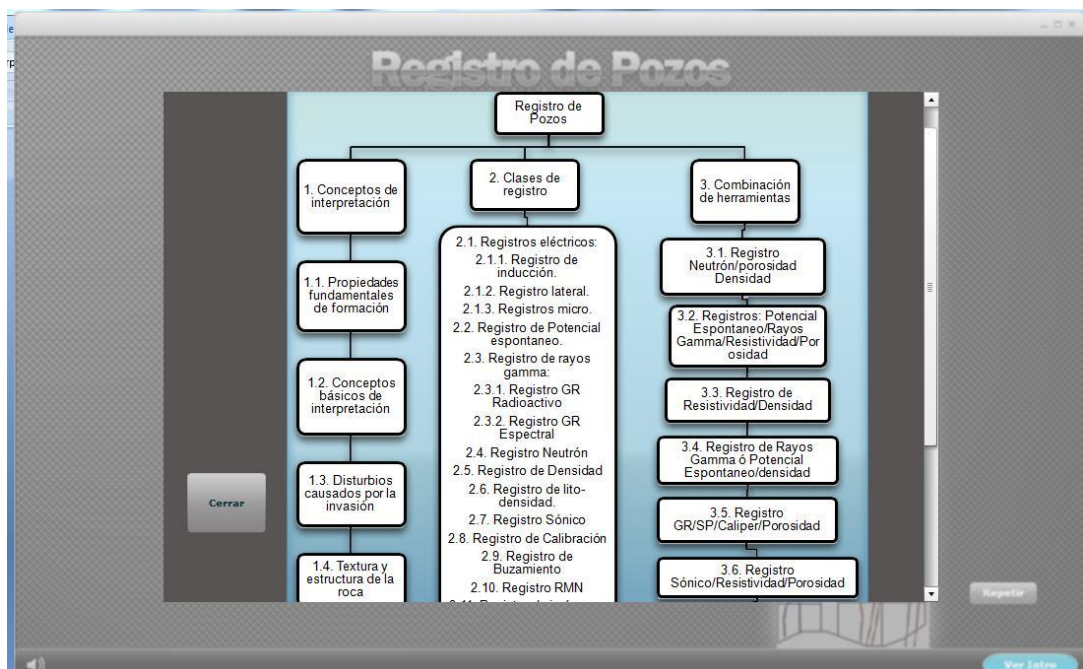 Registro de Pozos
Registro de
Pozos
1. Conceptos de
interpretación
2. Clases de
registro
3. Combinación
de herramientas
1.1. Propiedades
fundamentales
de formación
1.2. Conceptos
básicos de
interpretación
1.3. Disturbios
causados por la
invasión
1.4. Textura y
estructura de la
roca
2.1. Registros eléctricos:
2.1.1. Registro de
inducción.
2.1.2. Registro lateral.
2.1.3. Registros micro.
2.2. Registro de Potencial
espontaneo.
2.3. Registro de rayos
gamma:
2.3.1. Registro GR
Radioactivo
2.3.2. Registro GR
Espectral
2.4. Registro Neutrón
2.5. Registro de Densidad
2.6. Registro de lito-
densidad.
2.7. Registro Sónico
2.8. Registro de Calibración
2.9. Registro de
Buzamiento
2.10. Registro RMN
3.1. Registro
Neutrón/porosidad
Densidad
3.2. Registros: Potencial
Espontaneo/Rayos
Gamma/Resistividad/Por
osidad
3.3. Registro de
Resistividad/Densidad
3.4. Registro de Rayos
Gamma ó Potencial
Espontaneo/densidad
3.5. Registro
GR/SP/Caliper/Porosidad
3.6. Registro
Sónico/Resistividad/Porosidad
Cerrar
Repetir
Ver Intro